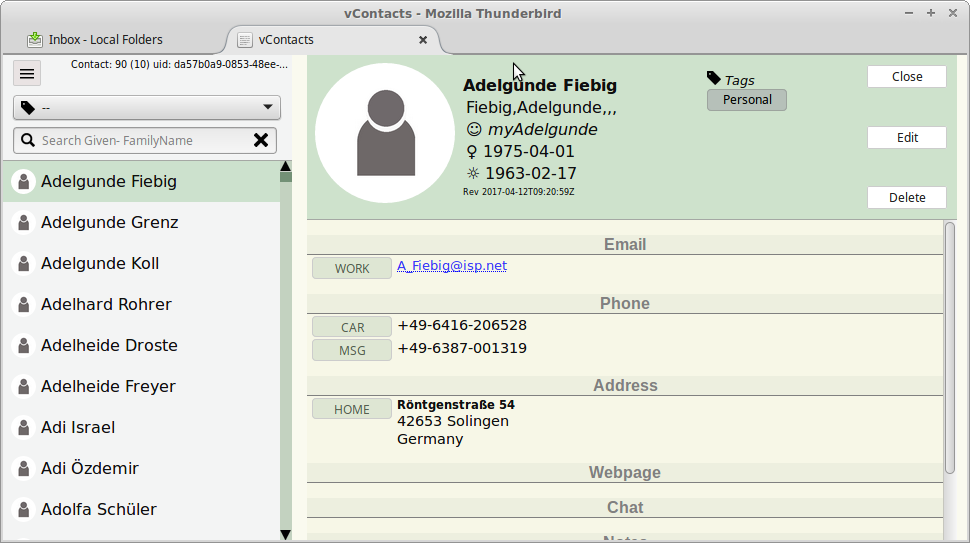 vContacts - Mozilla Thunderbird
Inbox - Local Folders
vContacts
Contact: 90 (10) uid: da57b0a9-0853-48ee-...
--
Search Given- FamilyName
Adelgunde Fiebig
Adelgunde Grenz
Adelgunde Koll
Adelhard Rohrer
Adelheide Droste
Adelheide Freyer
Adi Israel
Adi Özdemir
Adolfa Schüler
Adelgunde Fiebig
Fiebig,Adelgunde,,,
☺ myAdelgunde
♀ 1975-04-01
☼ 1963-02-17
Rev 2017-04-12T09:20:59Z
Tags
Personal
Close
Edit
Delete
Email
WORK A_Fiebig@isp.net
Phone
CAR +49-6416-206528
MSG +49-6387-001319
Address
HOME Röntgenstraße 54
42653 Solingen
Germany
Webpage
Chat
Notes